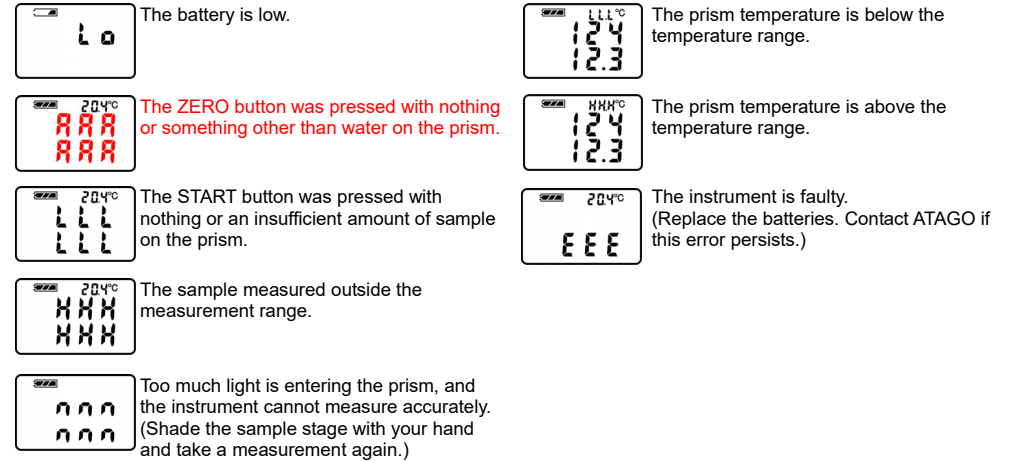 Lo
The battery is low.
20.4°C
AAA
AAA
The ZERO button was pressed with nothing
or something other than water on the prism.
20.4°C
LLL
LLL
The START button was pressed with
nothing or an insufficient amount of sample
on the prism.
20.4°C
HHH
HHH
The sample measured outside the
measurement range.
nnn
nnn
Too much light is entering the prism, and
the instrument cannot measure accurately.
(Shade the sample stage with your hand
and take a measurement again.)
LLL°C
124
12.3
The prism temperature is below the
temperature range.
HHH°C
124
12.3
The prism temperature is above the
temperature range.
20.4°C
EEE
The instrument is faulty.
(Replace the batteries. Contact ATAGO if
this error persists.)